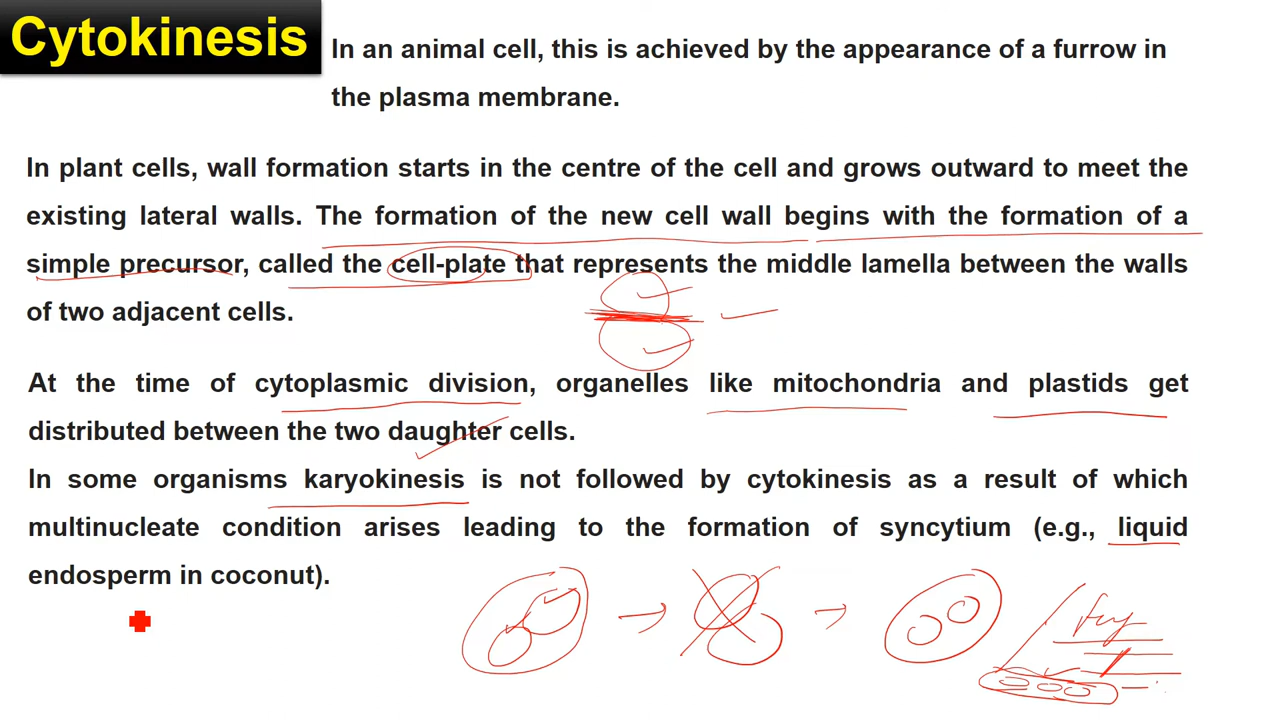 Cytokinesis
In an animal cell, this is achieved by the appearance of a furrow in
the plasma membrane.
In plant cells, wall formation starts in the centre of the cell and grows outward to meet the
existing lateral walls. The formation of the new cell wall begins with the formation of a
simple precursor, called the cell-plate that represents the middle lamella between the walls
of two adjacent cells.
At the time of cytoplasmic division, organelles like mitochondria and plastids get
distributed between the two daughter cells.
In some organisms karyokinesis is not followed by cytokinesis as a result of which
multinucleate condition arises leading to the formation of syncytium (e.g., liquid
endosperm in coconut).